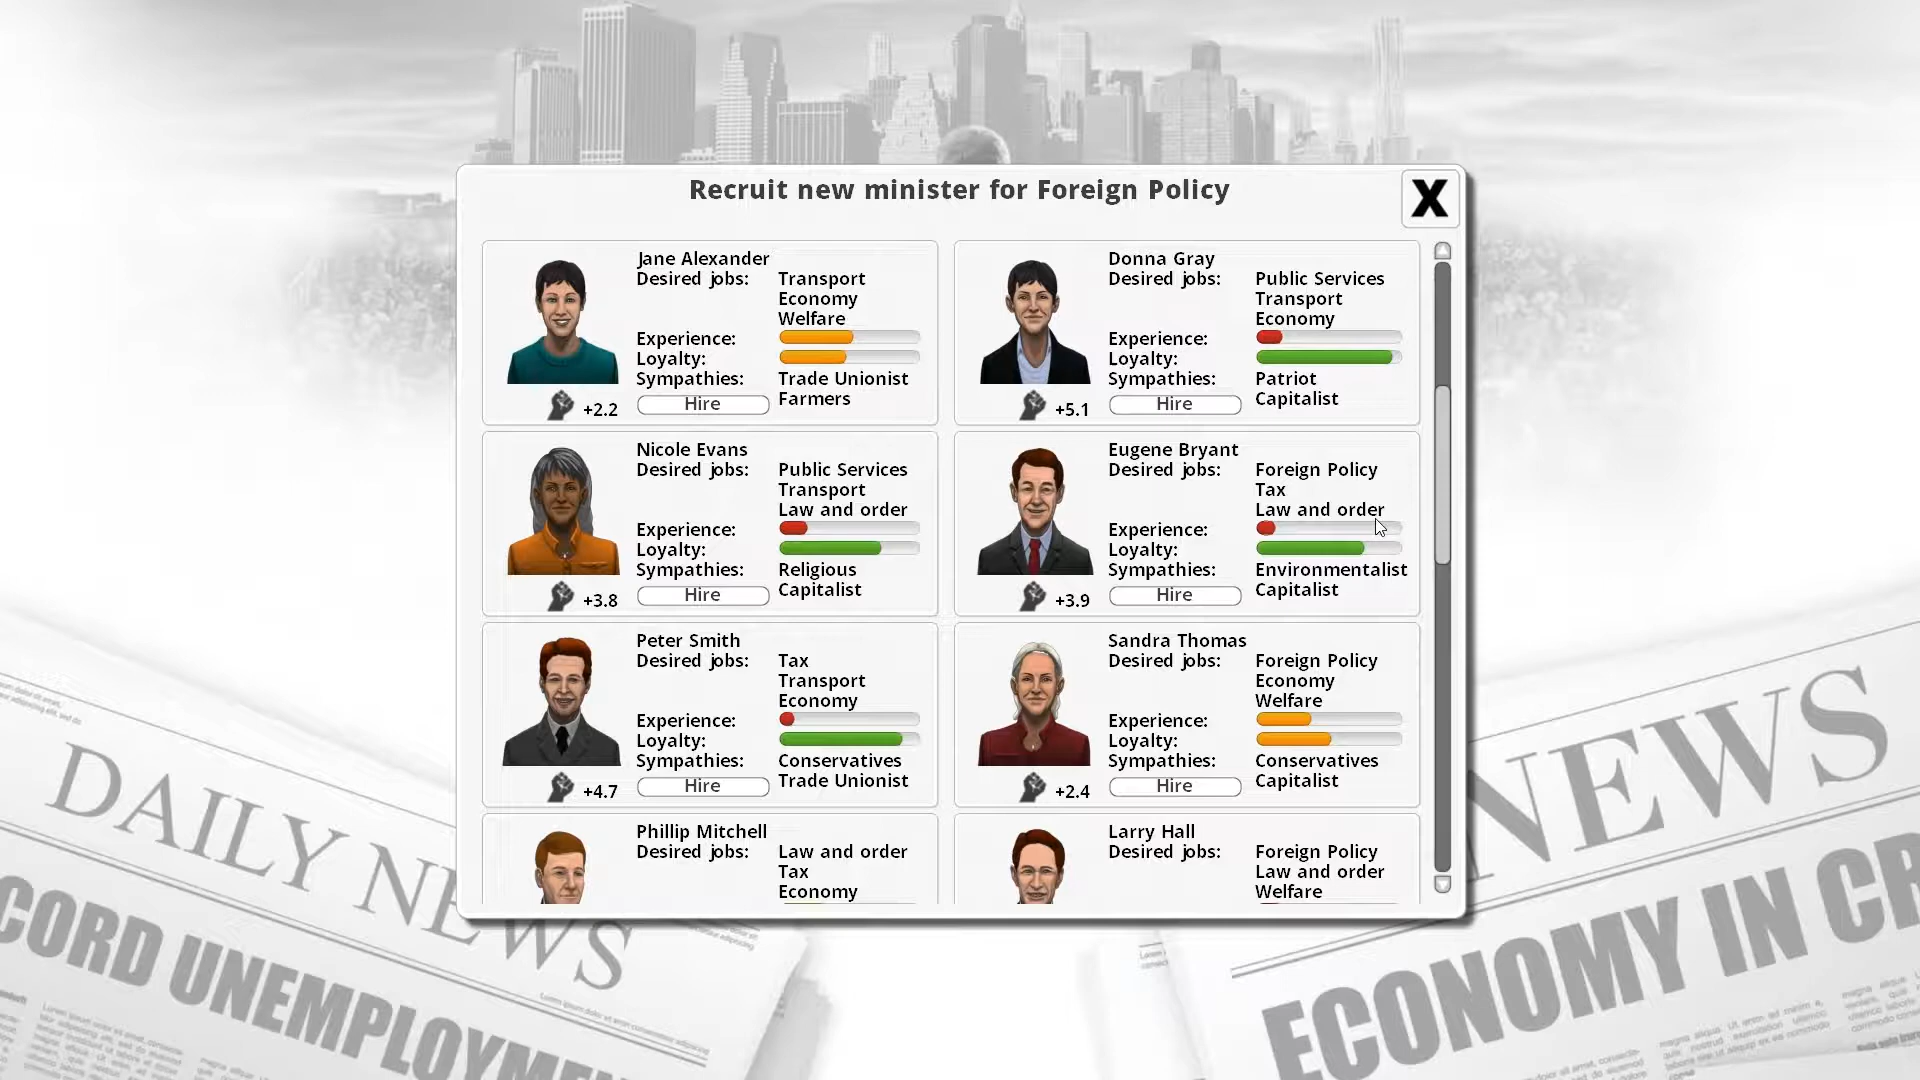 Recruit new minister for Foreign Policy
X
Jane Alexander
Desired jobs: Transport
Economy
Welfare
Experience:
Loyalty:
Sympathies: Trade Unionist
Farmers
+2.2 Hire
Donna Gray
Desired jobs: Public Services
Transport
Economy
Experience:
Loyalty:
Sympathies: Patriot
Capitalist
+5.1 Hire
Nicole Evans
Desired jobs: Public Services
Transport
Law and order
Experience:
Loyalty:
Sympathies: Religious
Capitalist
+3.8 Hire
Eugene Bryant
Desired jobs: Foreign Policy
Tax
Law and order
Experience:
Loyalty:
Sympathies: Environmentalist
Capitalist
+3.9 Hire
Peter Smith
Desired jobs: Tax
Transport
Economy
Experience:
Loyalty:
Sympathies: Conservatives
Trade Unionist
+4.7 Hire
Sandra Thomas
Desired jobs: Foreign Policy
Economy
Welfare
Experience:
Loyalty:
Sympathies: Conservatives
Capitalist
+2.4 Hire
Phillip Mitchell
Desired jobs: Law and order
Tax
Economy
Larry Hall
Desired jobs: Foreign Policy
Law and order
Welfare
DAILY NEWS
CORD UNEMPLOYME
NEWS
ECONOMY IN CR